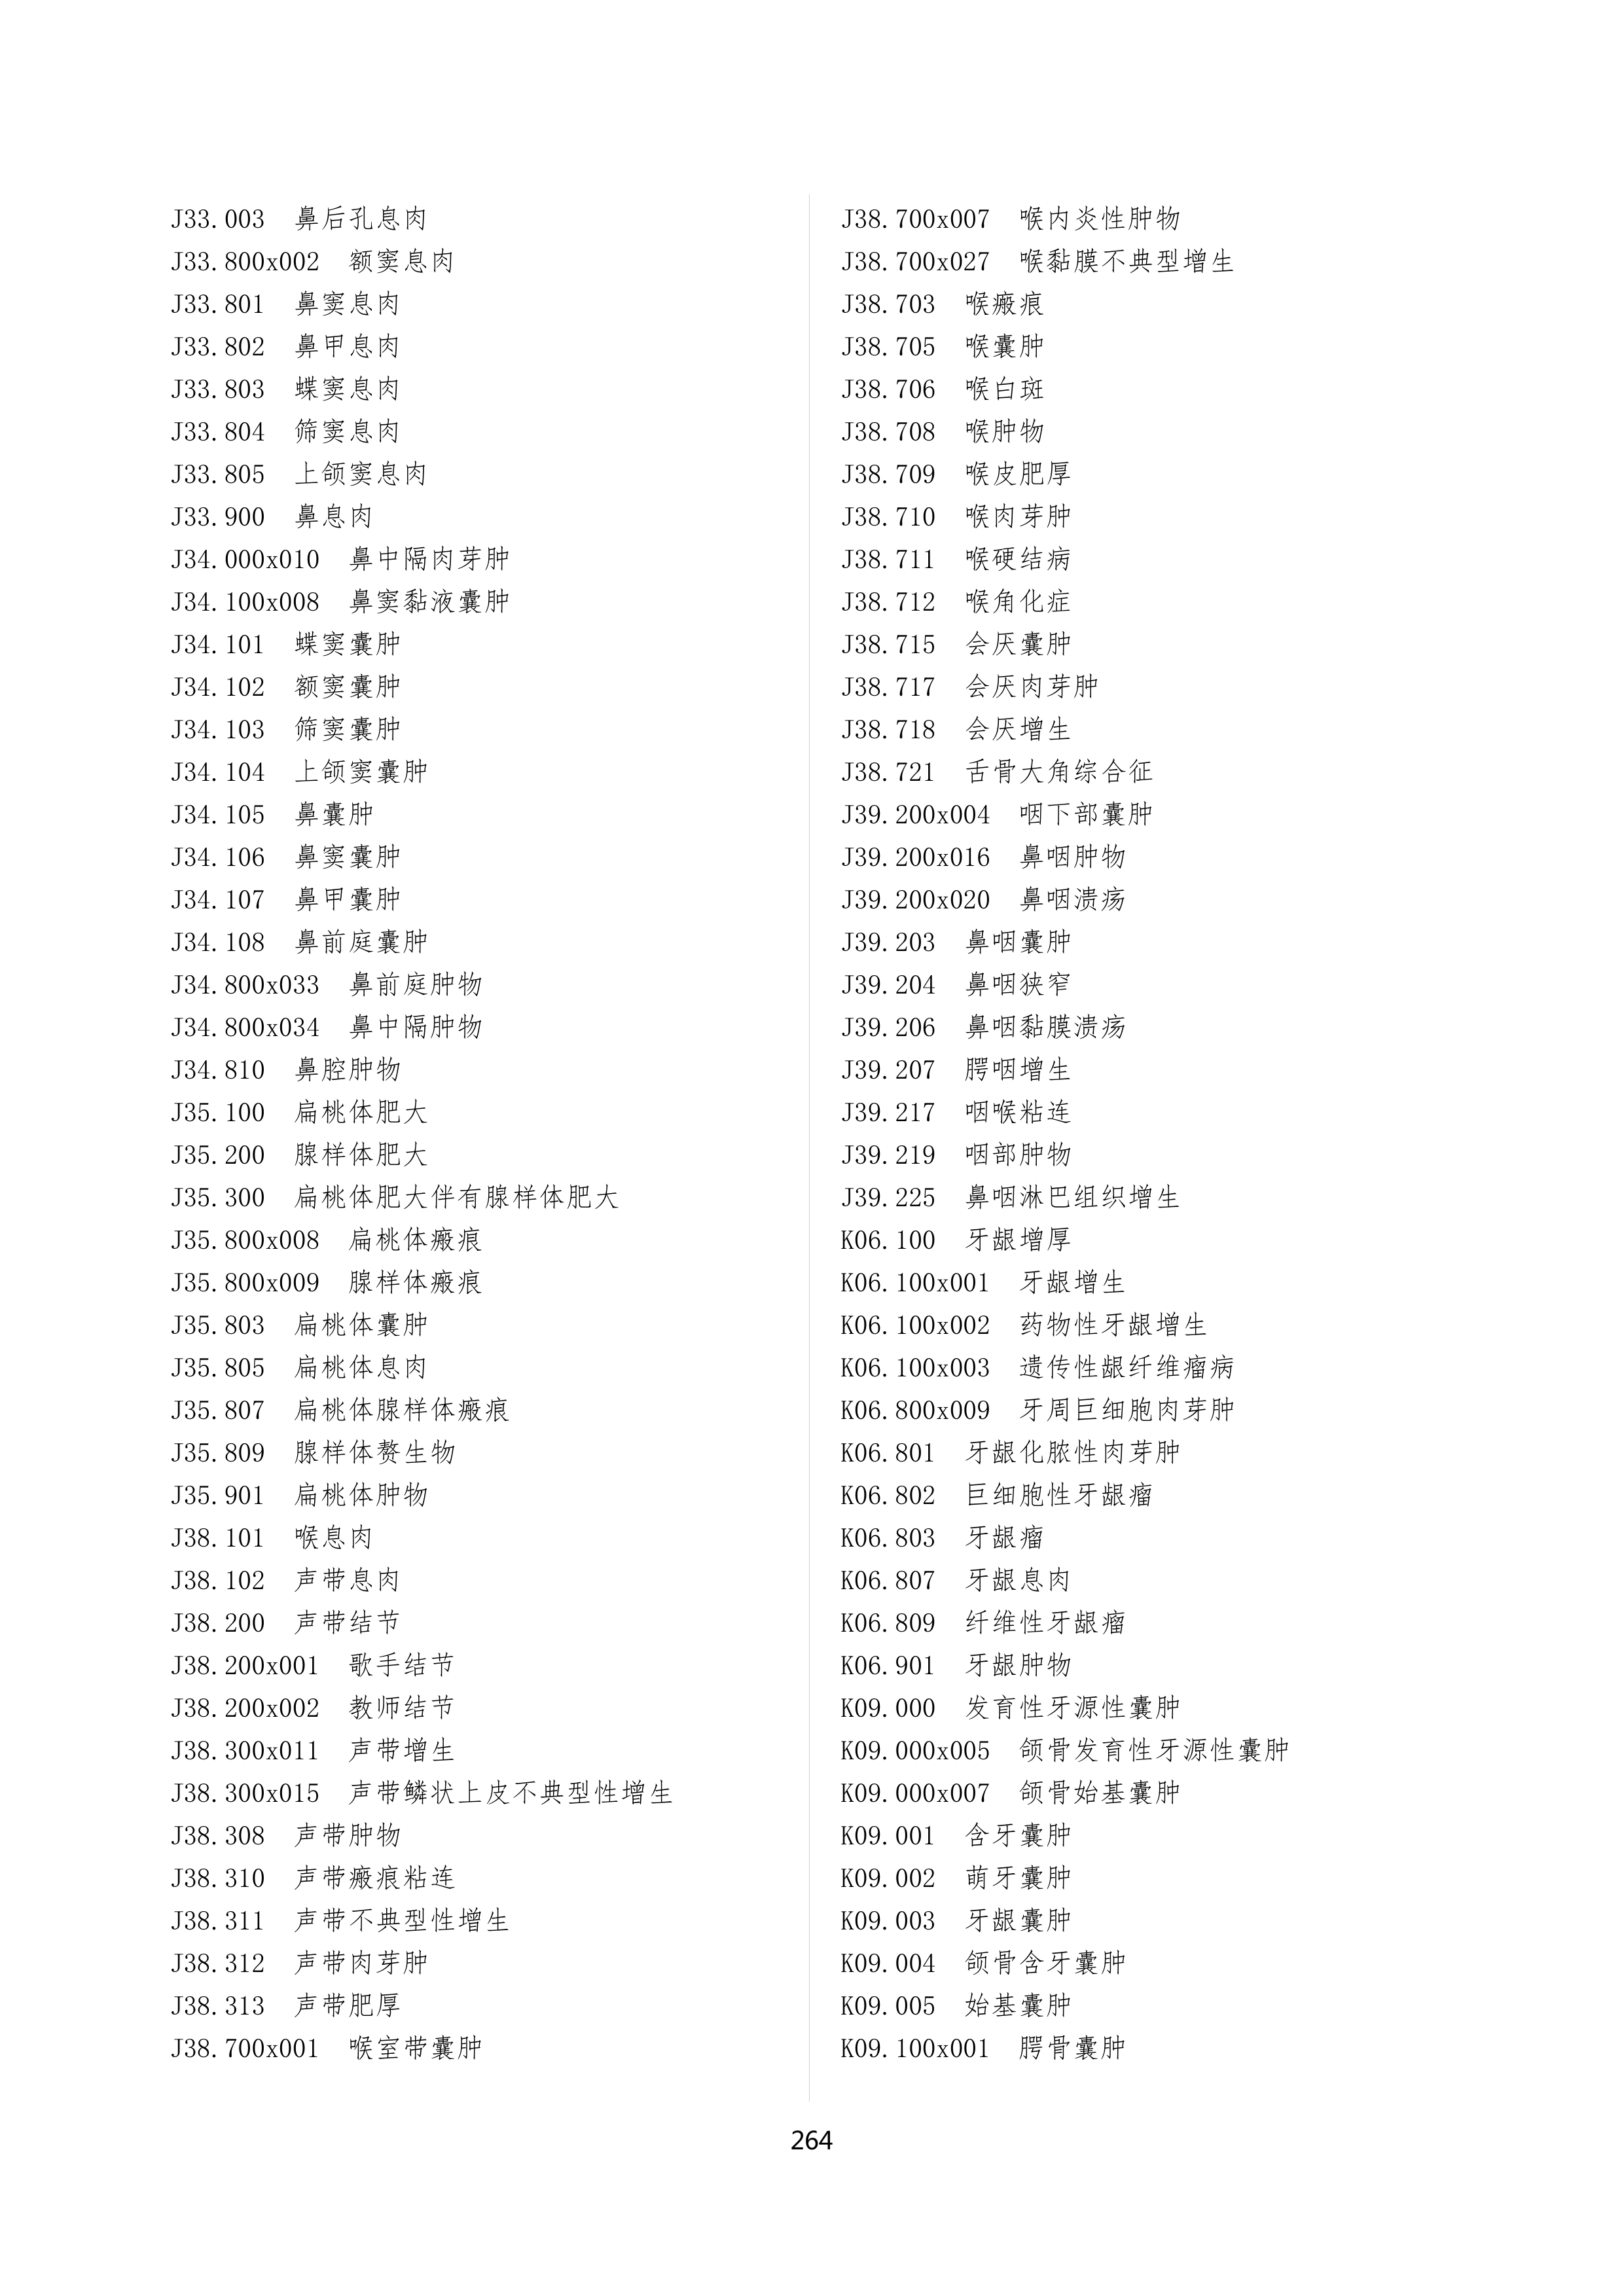 J33.003 鼻后孔息肉
J33.800x002 额窦息肉
J33.801 鼻窦息肉
J33.802 鼻甲息肉
J33.803 蝶窦息肉
J33.804 筛窦息肉
J33.805 上颌窦息肉
J33.900 鼻息肉
J34.000x010 鼻中隔肉芽肿
J34.100x008 鼻窦黏液囊肿
J34.101 蝶窦囊肿
J34.102 额窦囊肿
J34.103 筛窦囊肿
J34.104 上颌窦囊肿
J34.105 鼻囊肿
J34.106 鼻窦囊肿
J34.107 鼻甲囊肿
J34.108 鼻前庭囊肿
J34.800x033 鼻前庭肿物
J34.800x034 鼻中隔肿物
J34.810 鼻腔肿物
J35.100 扁桃体肥大
J35.200 腺样体肥大
J35.300 扁桃体肥大伴有腺样体肥大
J35.800x008 扁桃体瘢痕
J35.800x009 腺样体瘢痕
J35.803 扁桃体囊肿
J35.805 扁桃体息肉
J35.807 扁桃体腺样体瘢痕
J35.809 腺样体赘生物
J35.901 扁桃体肿物
J38.101 喉息肉
J38.102 声带息肉
J38.200 声带结节
J38.200x001 歌手结节
J38.200x002 教师结节
J38.300x011 声带增生
J38.300x015 声带鳞状上皮不典型性增生
J38.308 声带肿物
J38.310 声带瘢痕粘连
J38.311 声带不典型性增生
J38.312 声带肉芽肿
J38.313 声带肥厚
J38.700x001 喉室带囊肿
J38.700x007 喉内炎性肿物
J38.700x027 喉黏膜不典型增生
J38.703 喉瘢痕
J38.705 喉囊肿
J38.706 喉白斑
J38.708 喉肿物
J38.709 喉皮肥厚
J38.710 喉肉芽肿
J38.711 喉硬结病
J38.712 喉角化症
J38.715 会厌囊肿
J38.717 会厌肉芽肿
J38.718 会厌增生
J38.721 舌骨大角综合征
J39.200x004 咽下部囊肿
J39.200x016 鼻咽肿物
J39.200x020 鼻咽溃疡
J39.203 鼻咽囊肿
J39.204 鼻咽狭窄
J39.206 鼻咽黏膜溃疡
J39.207 腭咽增生
J39.217 咽喉粘连
J39.219 咽部肿物
J39.225 鼻咽淋巴组织增生
K06.100 牙龈增厚
K06.100x001 牙龈增生
K06.100x002 药物性牙龈增生
K06.100x003 遗传性龈纤维瘤病
K06.800x009 牙周巨细胞肉芽肿
K06.801 牙龈化脓性肉芽肿
K06.802 巨细胞性牙龈瘤
K06.803 牙龈瘤
K06.807 牙龈息肉
K06.809 纤维性牙龈瘤
K06.901 牙龈肿物
K09.000 发育性牙源性囊肿
K09.000x005 颌骨发育性牙源性囊肿
K09.000x007 颌骨始基囊肿
K09.001 含牙囊肿
K09.002 萌牙囊肿
K09.003 牙龈囊肿
K09.004 颌骨含牙囊肿
K09.005 始基囊肿
K09.100x001 腭骨囊肿
264